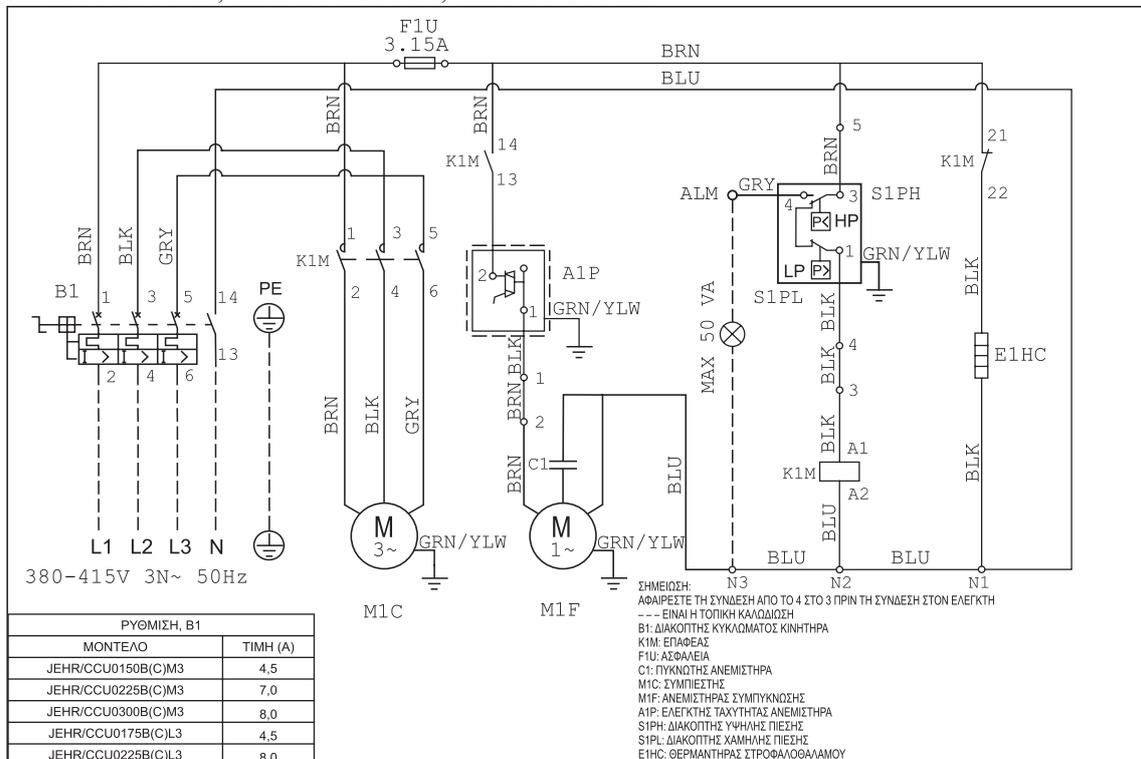 F1U
3.15A
BRN
BLU
BRN
BRN
14
K1M
13
5
BRN
21
K1M
22
ALM
GRY
4
3
S1PH
P<
HP
1
GRN/YLW
LP
P>
S1PL
BRN
BLK
GRY
1
3
5
K1M
2
4
6
2
A1P
1
GRN/YLW
B1
1
3
5
14
PE
2
4
6
13
BRN
BLK
GRY
BLK
1
BRN
2
BRN
C1
BLU
MAX 50 VA
BLK
4
BLK
3
BLK
A1
K1M
A2
BLU
BLK
E1HC
BLK
L1
L2
L3
N
380-415V 3N~ 50Hz
M
3~
GRN/YLW
M1C
M
1~
GRN/YLW
M1F
BLU
BLU
N3
N2
N1
ΣΗΜΕΙΩΣΗ:
ΑΦΑΙΡΕΣΤΕ ΤΗ ΣΥΝΔΕΣΗ ΑΠΟ ΤΟ 4 ΣΤΟ 3 ΠΡΙΝ ΤΗ ΣΥΝΔΕΣΗ ΣΤΟΝ ΕΛΕΓΚΤΗ
--- ΕΙΝΑΙ Η ΤΟΠΙΚΗ ΚΑΛΩΔΙΩΣΗ
B1: ΔΙΑΚΟΠΤΗΣ ΚΥΚΛΩΜΑΤΟΣ ΚΙΝΗΤΗΡΑ
K1M: ΕΠΑΦΕΑΣ
F1U: ΑΣΦΑΛΕΙΑ
C1: ΠΥΚΝΩΤΗΣ ΑΝΕΜΙΣΤΗΡΑ
M1C: ΣΥΜΠΙΕΣΤΗΣ
M1F: ΑΝΕΜΙΣΤΗΡΑΣ ΣΥΜΠΥΚΝΩΣΗΣ
A1P: ΕΛΕΓΚΤΗΣ ΤΑΧΥΤΗΤΑΣ ΑΝΕΜΙΣΤΗΡΑ
S1PH: ΔΙΑΚΟΠΤΗΣ ΥΨΗΛΗΣ ΠΙΕΣΗΣ
S1PL: ΔΙΑΚΟΠΤΗΣ ΧΑΜΗΛΗΣ ΠΙΕΣΗΣ
E1HC: ΘΕΡΜΑΝΤΗΡΑΣ ΣΤΡΟΦΑΛΟΘΑΛΑΜΟΥ
ΡΥΘΜΙΣΗ, B1
ΜΟΝΤΕΛΟ ΤΙΜΗ (A)
JEHR/CCU0150B(C)M3 4,5
JEHR/CCU0225B(C)M3 7,0
JEHR/CCU0300B(C)M3 8,0
JEHR/CCU0175B(C)L3 4,5
JEHR/CCU0225B(C)L3 8,0